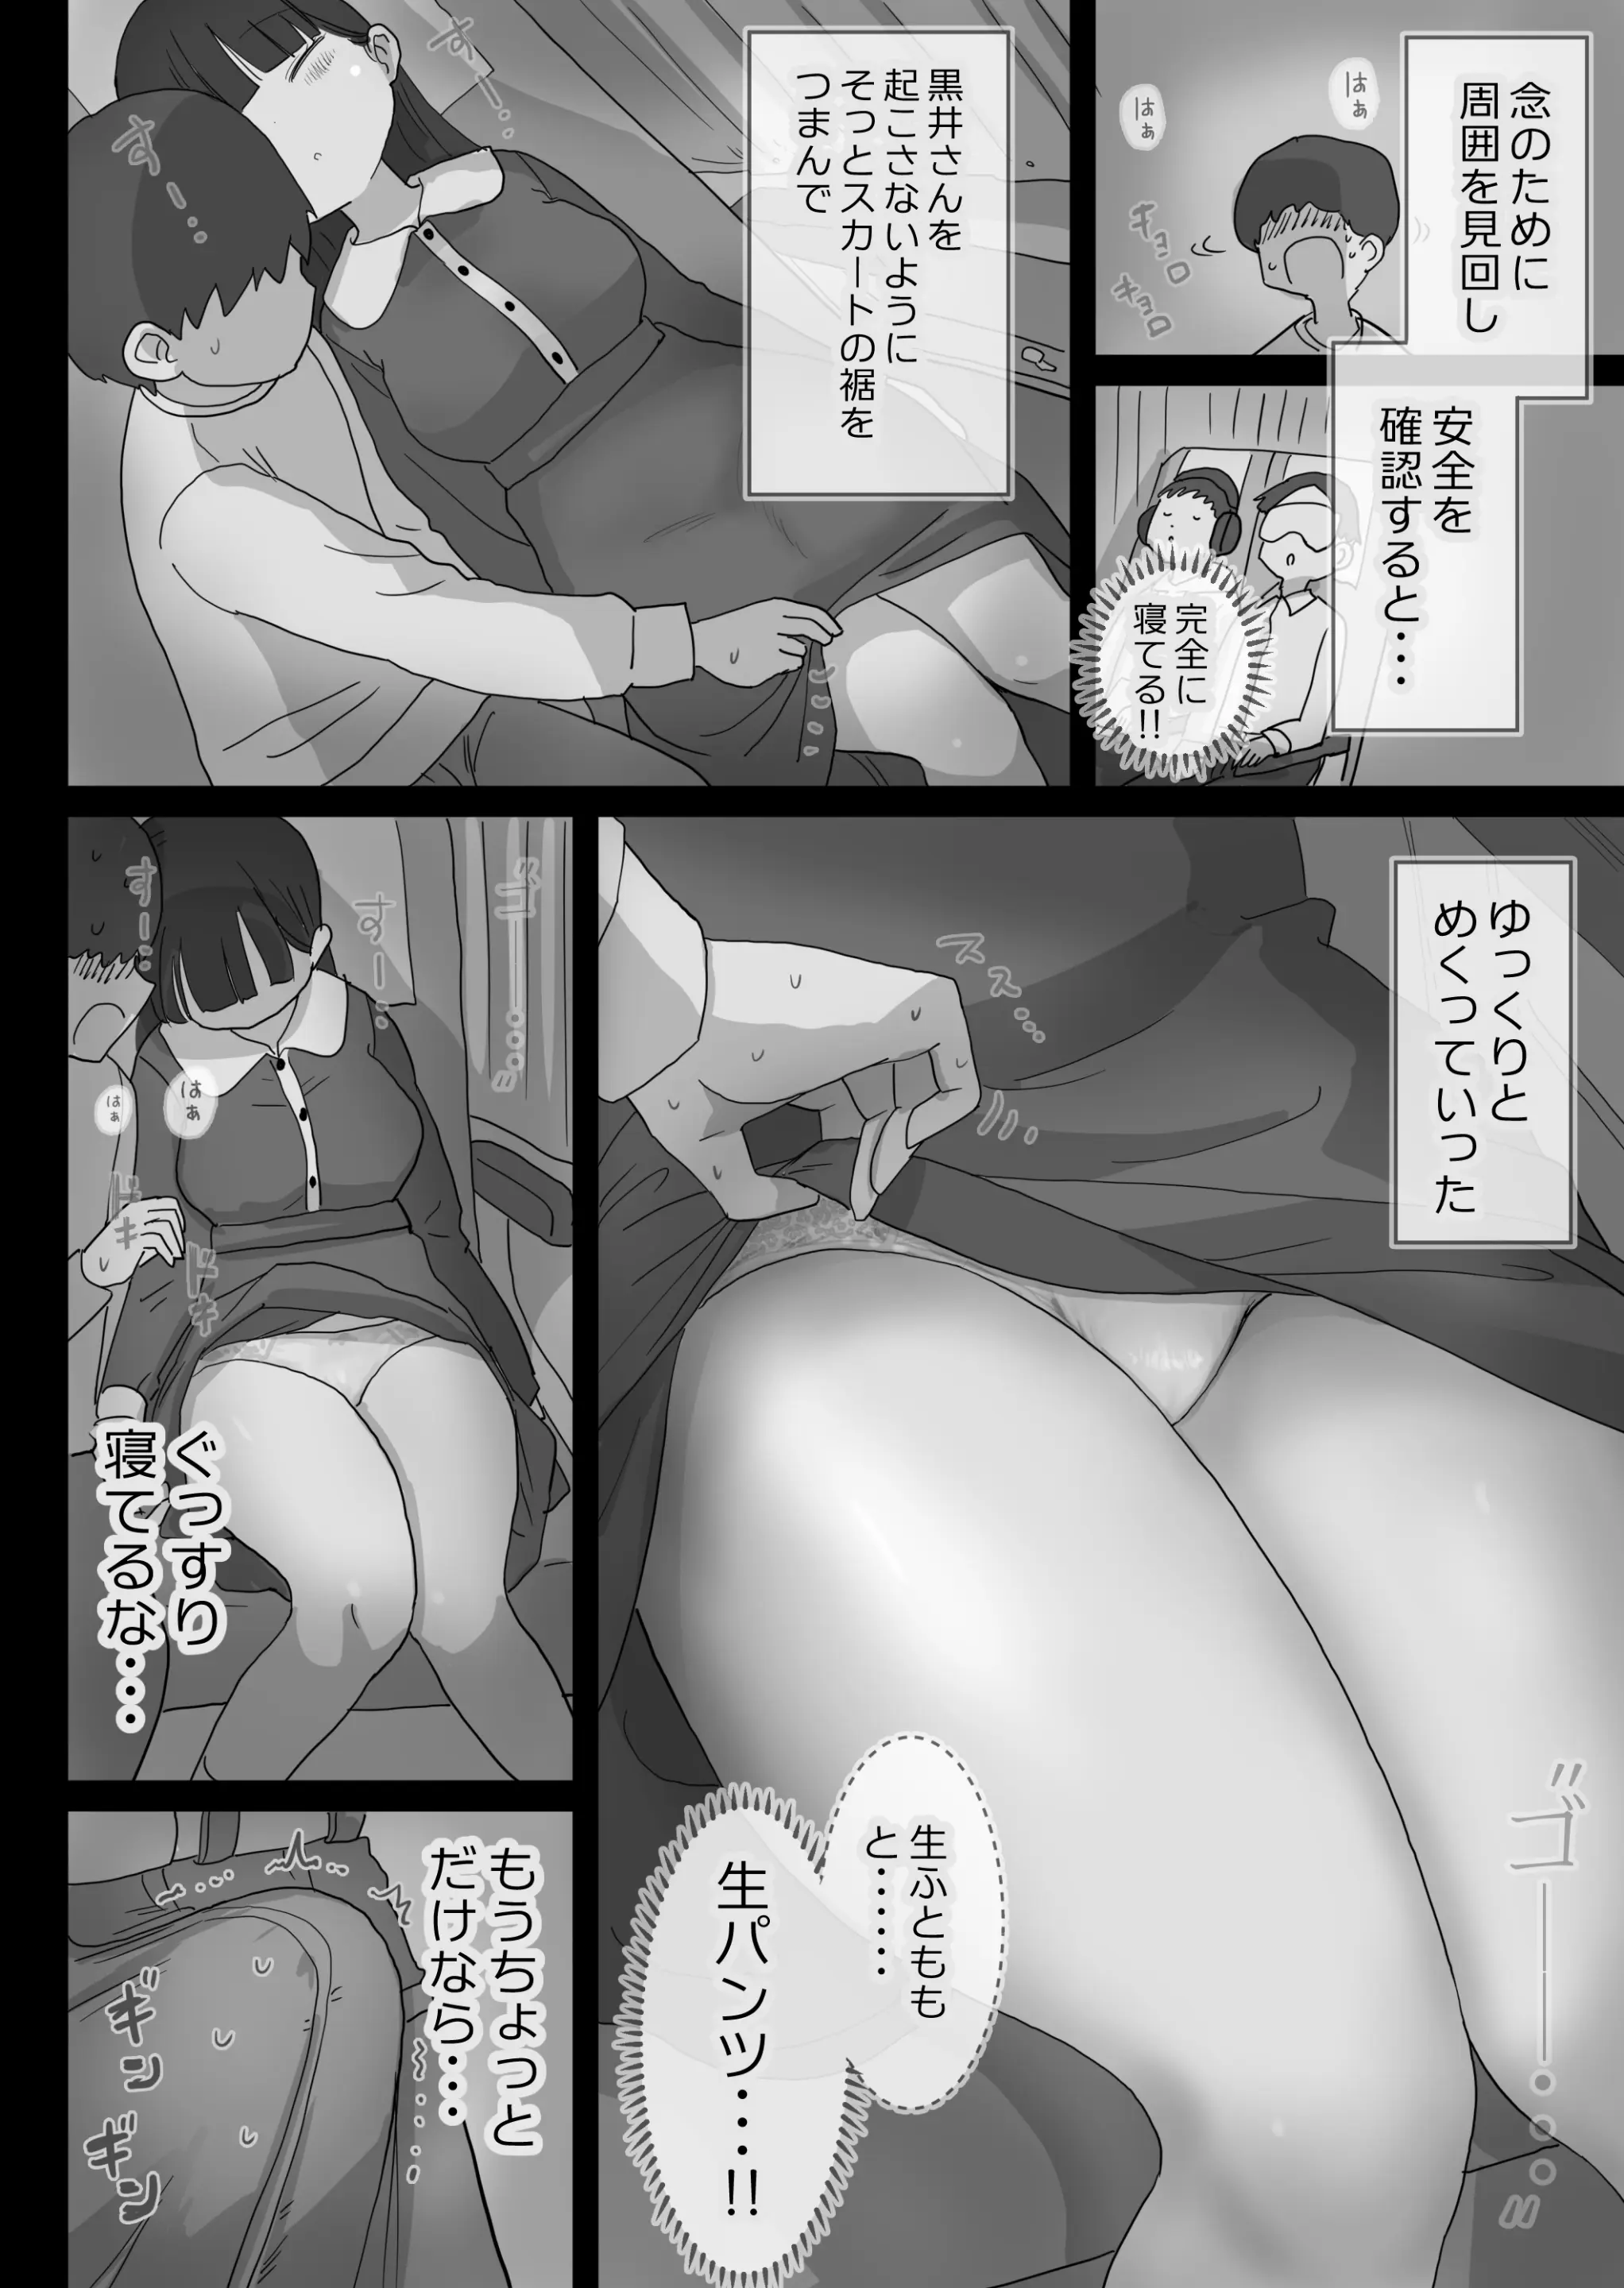 念のために
周囲を見回し
はぁ
はぁ
キョロ
キョロ
安全を
確認すると・・・
完全に
寝てる!!
黒井さんを
起こさないように
そっとスカートの裾を
つまんで
すー…
すー…
ゆっくりと
めくっていった
スス…
生ふともも
と・・・・・・
生パンツ・・・!!
ゴ――…
ゴ――…
すー…
すー…
はぁ
はぁ
ドキ
ドキ
ぐっすり
寝てるな・・・
もうちょっと
だけなら・・・
ギンギン